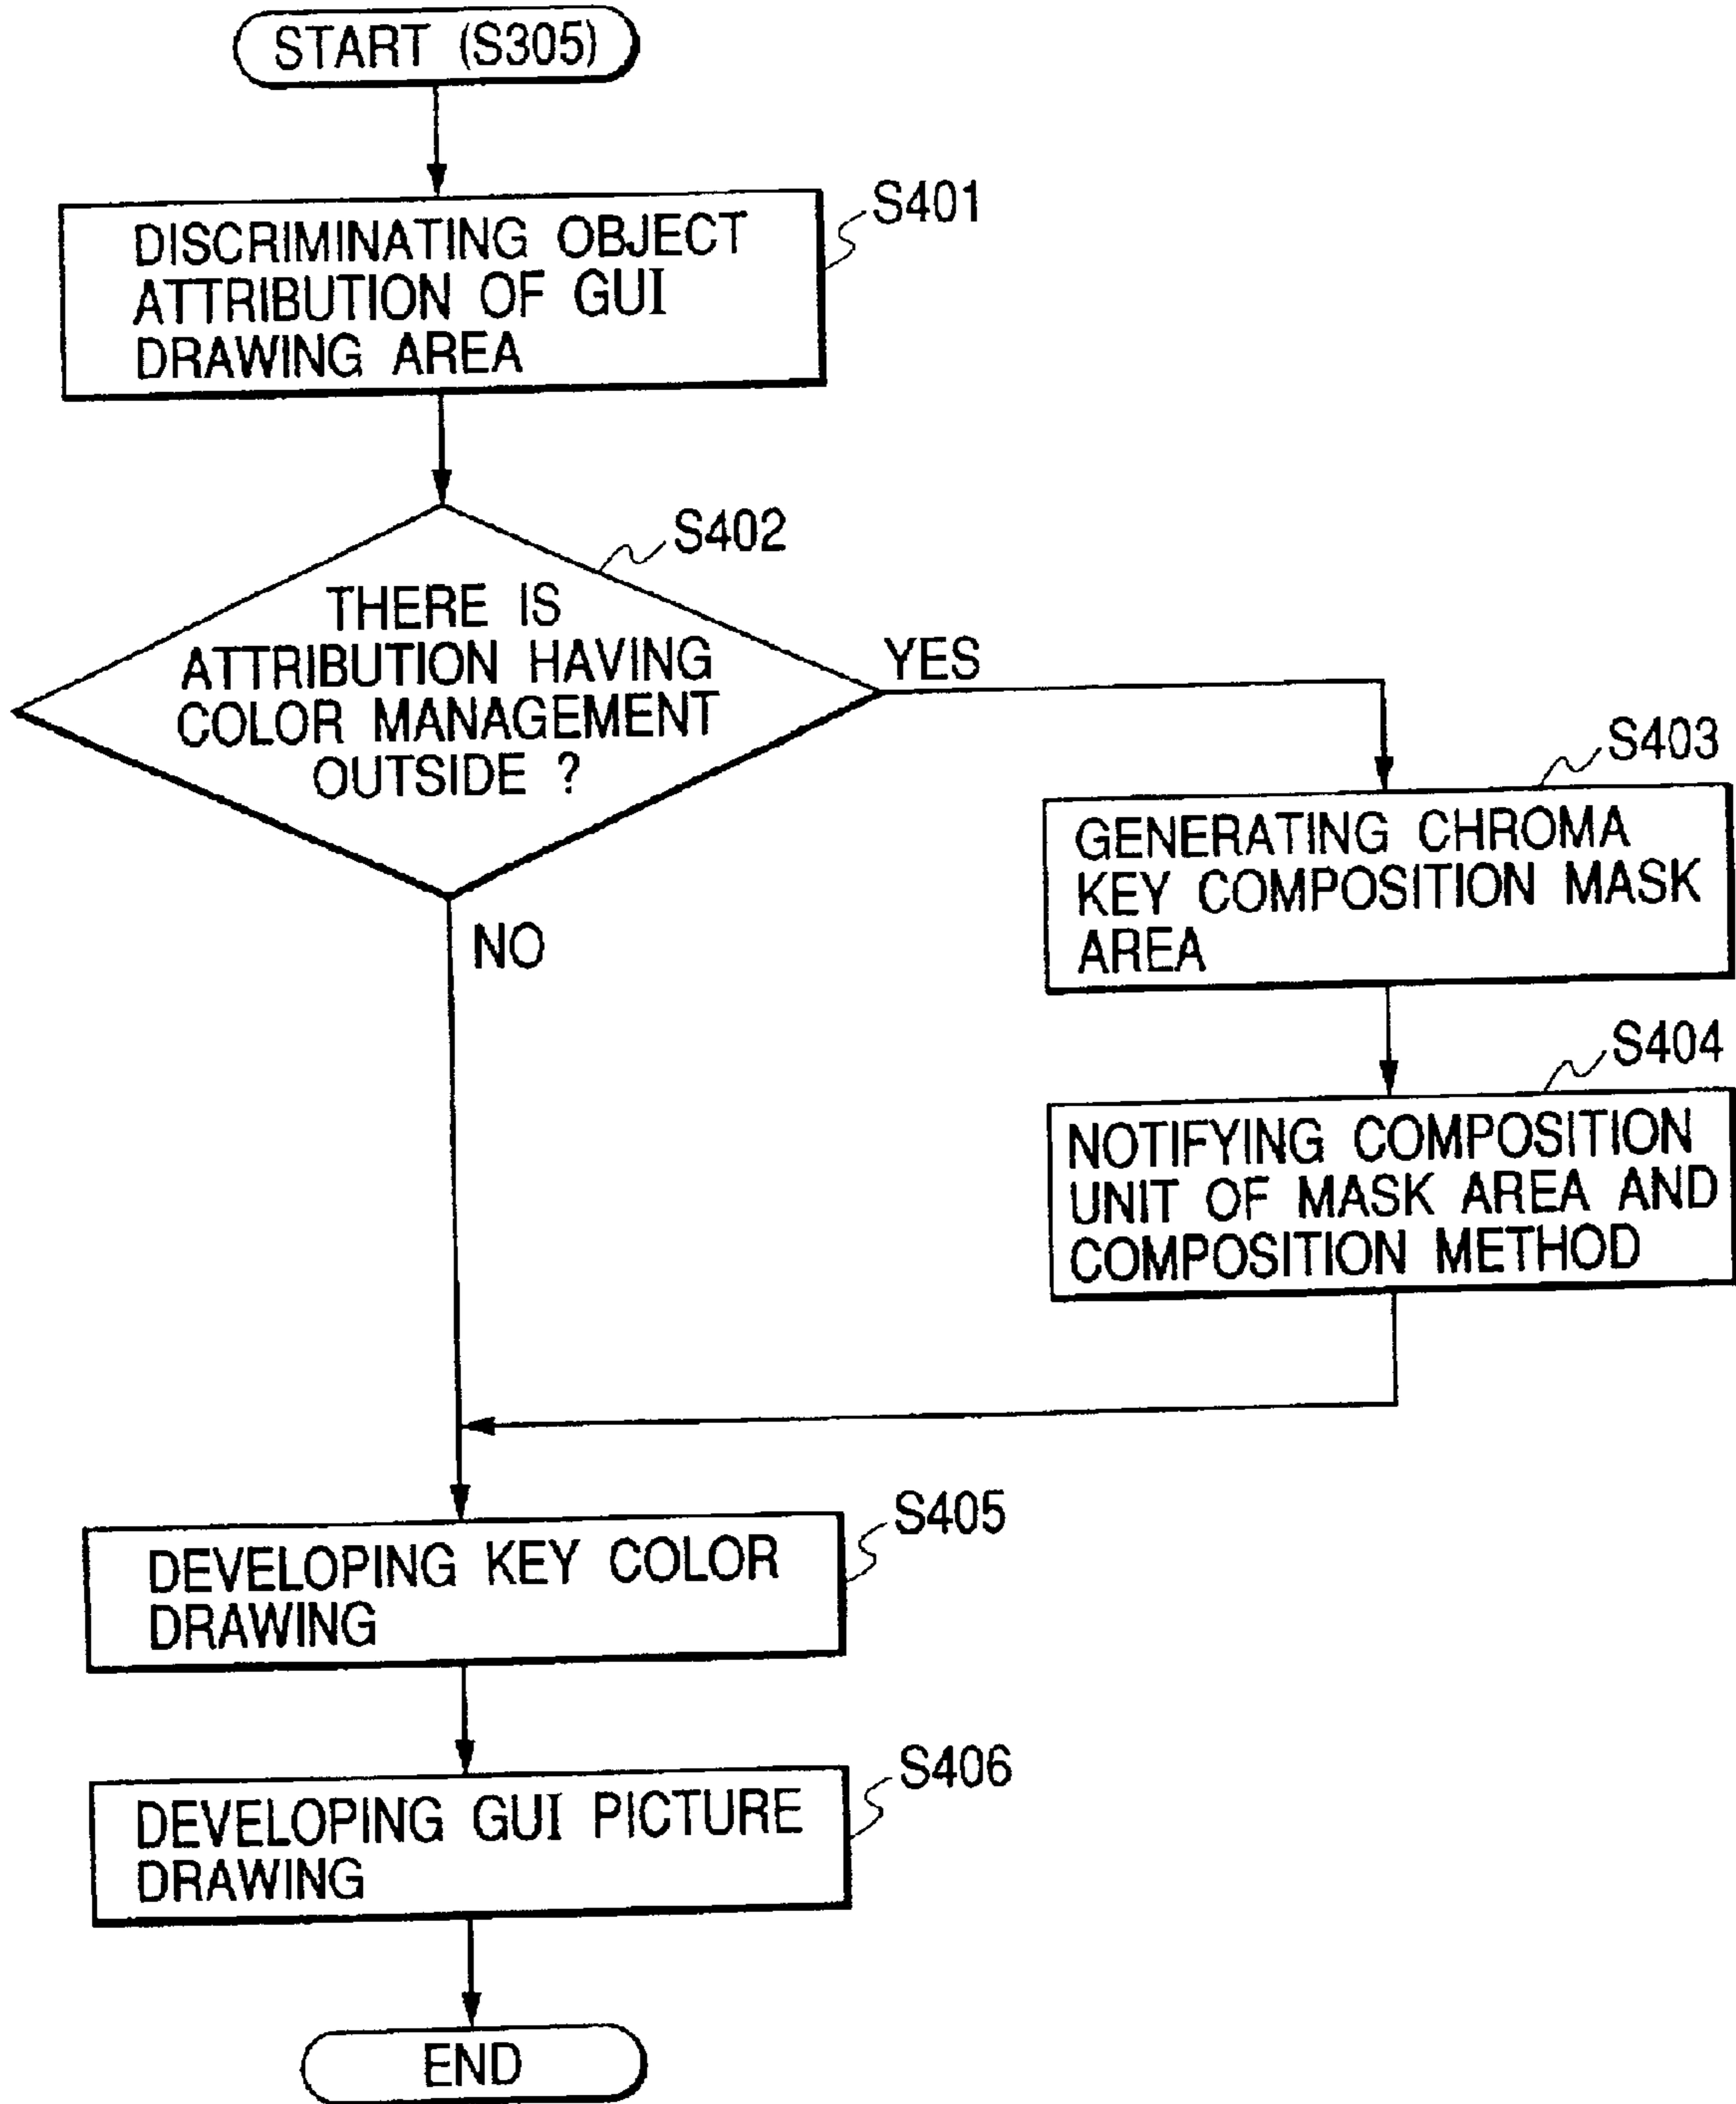 START (S305)
S401
DISCRIMINATING OBJECT
ATTRIBUTION OF GUI
DRAWING AREA
S402
THERE IS
ATTRIBUTION HAVING
COLOR MANAGEMENT
OUTSIDE ?
YES
NO
S403
GENERATING CHROMA
KEY COMPOSITION MASK
AREA
S404
NOTIFYING COMPOSITION
UNIT OF MASK AREA AND
COMPOSITION METHOD
S405
DEVELOPING KEY COLOR
DRAWING
S406
DEVELOPING GUI PICTURE
DRAWING
END